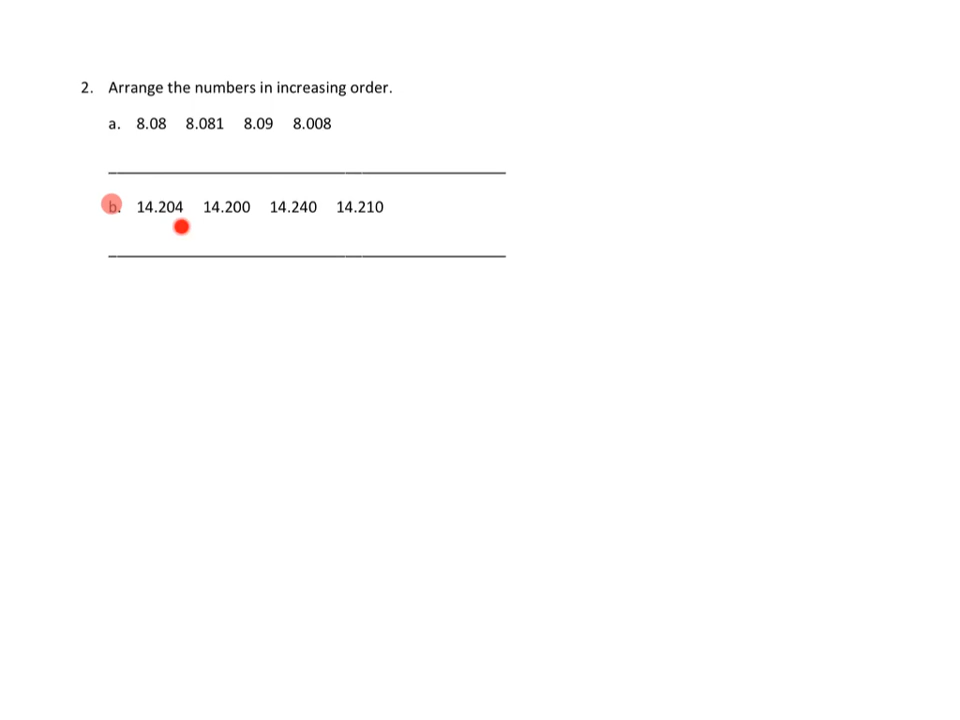 2. Arrange the numbers in increasing order.
a. 8.08 8.081 8.09 8.008
b. 14.204 14.200 14.240 14.210